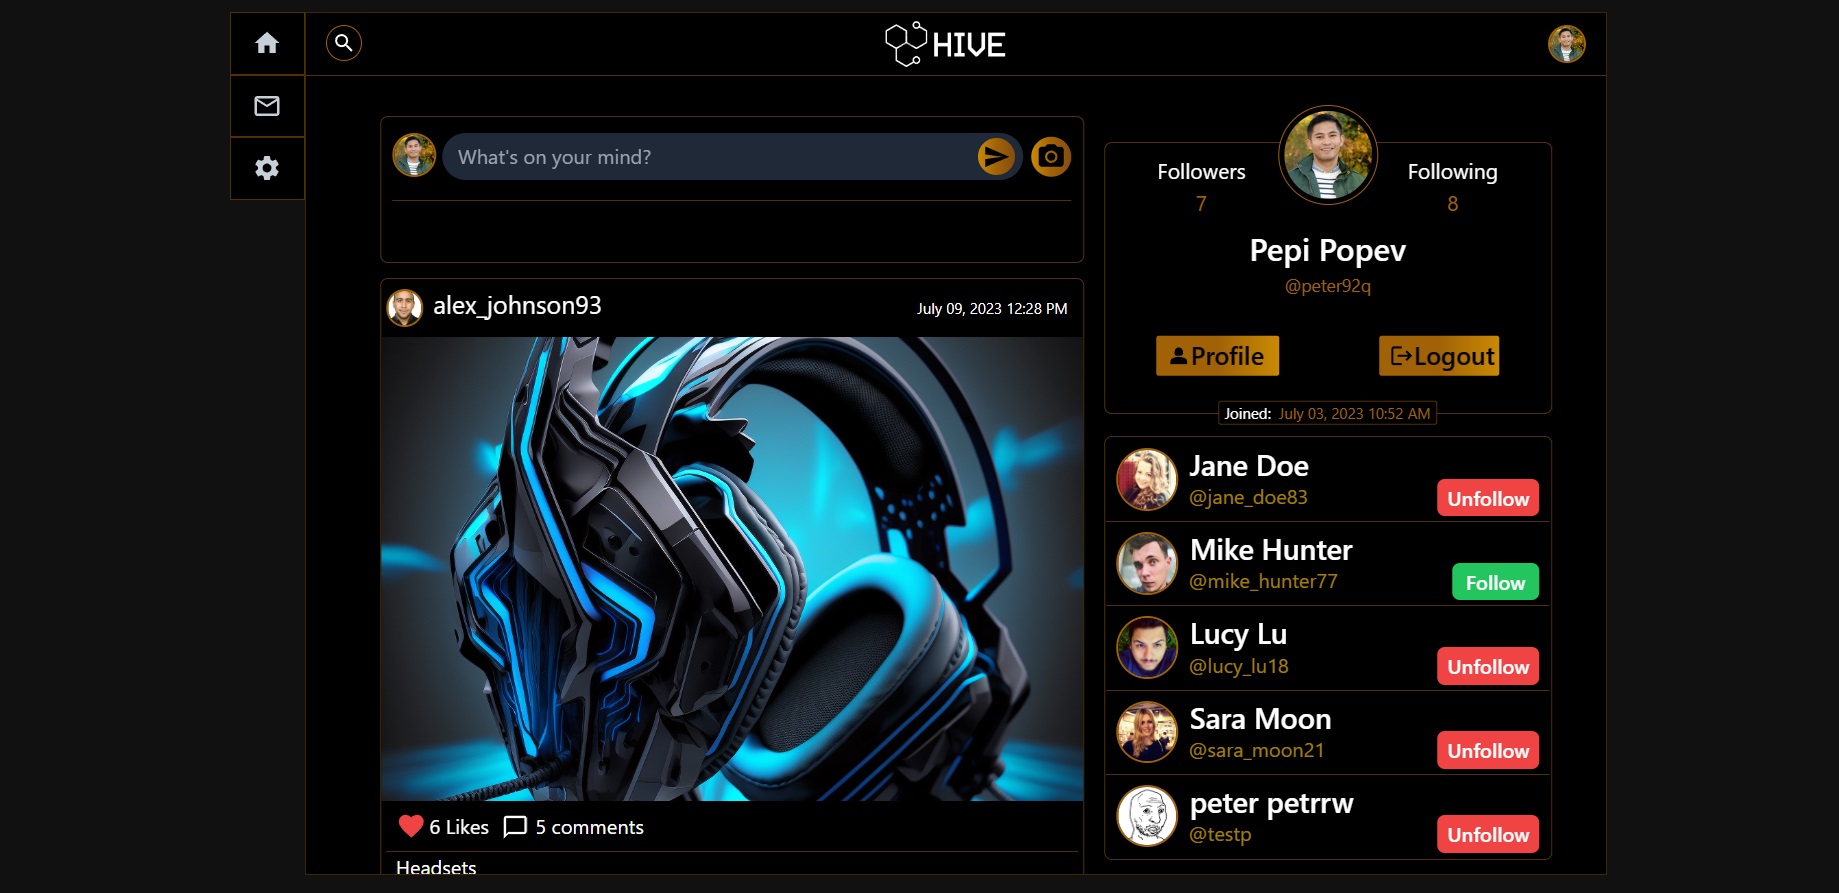 HIVE
What's on your mind?
alex_johnson93
July 09, 2023 12:28 PM
6 Likes
5 comments
Headsets
Followers
7
Following
8
Pepi Popev
@peter92q
Profile
Logout
Joined: July 03, 2023 10:52 AM
Jane Doe
@jane_doe83
Unfollow
Mike Hunter
@mike_hunter77
Follow
Lucy Lu
@lucy_lu18
Unfollow
Sara Moon
@sara_moon21
Unfollow
peter petrrw
@testp
Unfollow